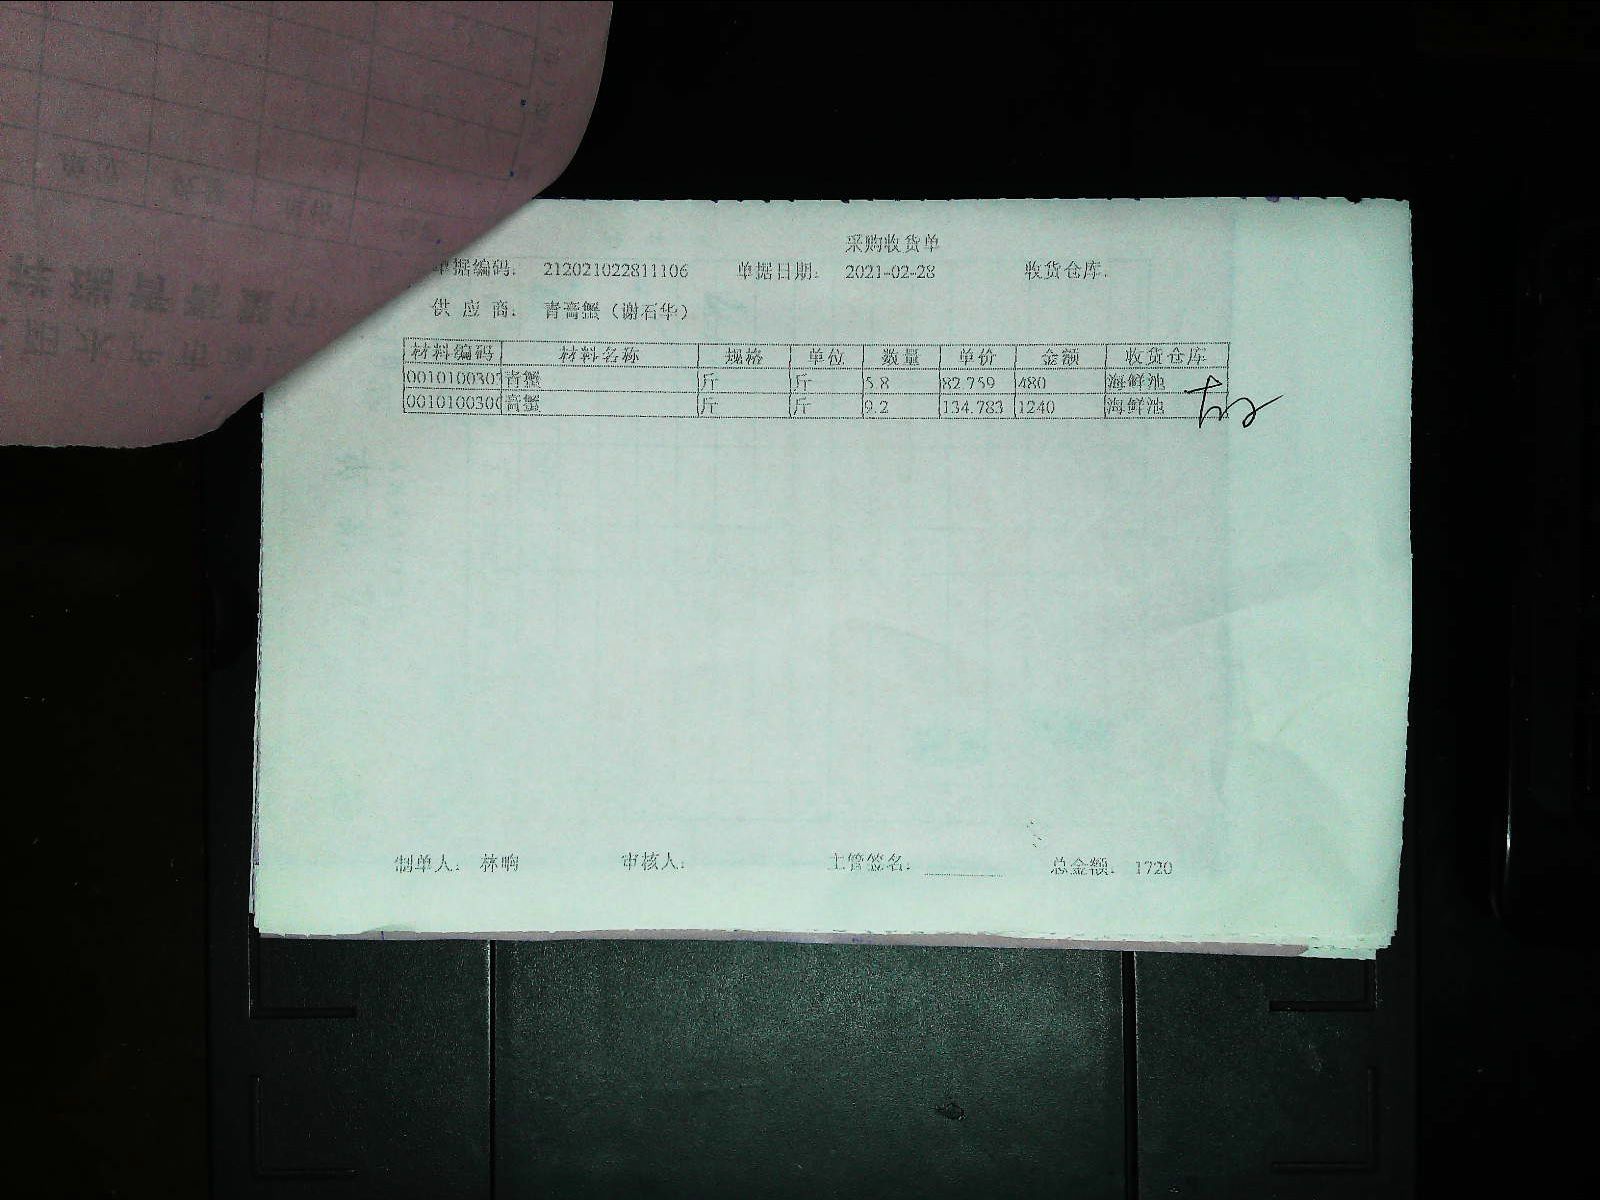 采购收货单
单据编码: 212021022811106 单据日期: 2021-02-28 收货仓库:
供应商: 青膏蟹（谢石华）
材料编码 材料名称 规格 单位 数量 单价 金额 收货仓库
青蟹 斤 斤 5.8 82.759 480 海鲜池
膏蟹 斤 斤 9.2 134.783 1240 海鲜池
制单人: 林晌 审核人: 主管签名: 总金额: 1720